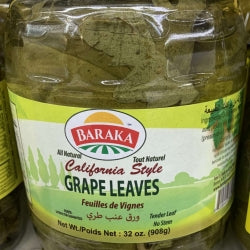 BARAKA
All Natural
Tout Naturel
California Style
GRAPE LEAVES
Feuilles de Vignes
ورق عنب طري
Tender Leaf
No Stem
Net Wt./Poids Net : 32 oz. (908g)